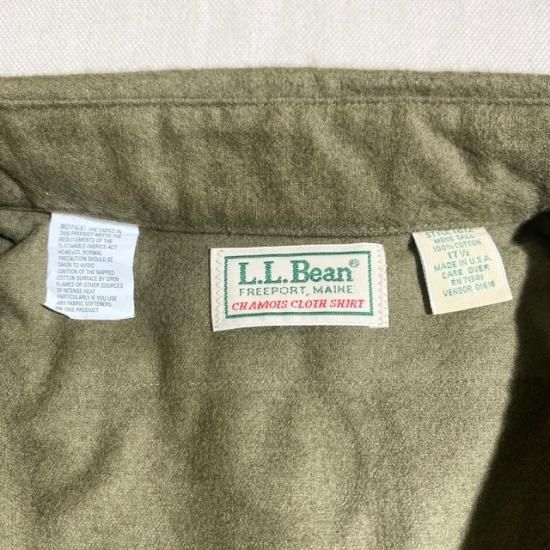 NOTICE: THE FABRIC IN
THIS PRODUCT MEETS THE
REQUIREMENTS OF THE
FLAMMABLE FABRICS ACT
HOWEVER, NORMAL
PRECAUTION SHOULD BE
TAKEN TO AVOID
IGNITION OF THE NAPPED
COTTON SURFACE BY OPEN
FLAMES OR OTHER SOURCES
OF INTENSE HEAT
PARTICULARLY IF YOU USE
ANY FABRIC SOFTENERS
ON THIS PRODUCT
L.L.Bean®
FREEPORT, MAINE
CHAMOIS CLOTH SHIRT
STYLE
MENS TALL
100% COTTON
17 1/2
MADE IN U.S.A.
CARE OVER
RN 71341
VENDOR 01616